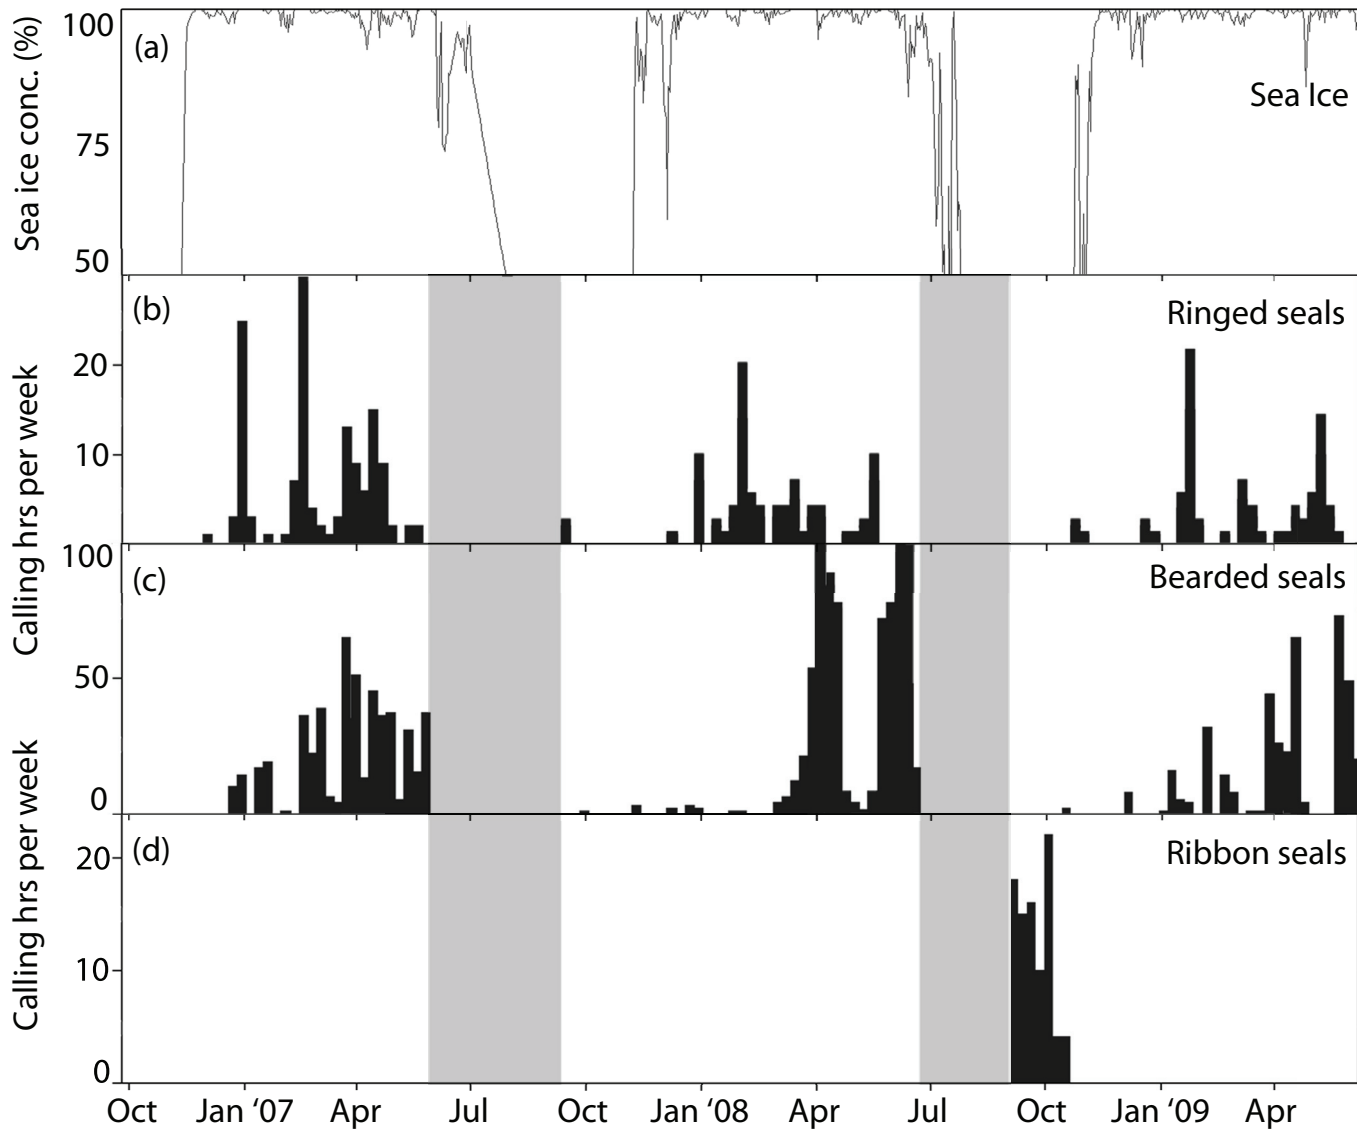 Sea ice conc. (%)
100
75
50
(a)
Sea Ice
Calling hrs per week
20
10
(b)
Ringed seals
100
50
0
(c)
Bearded seals
Calling hrs per week
20
10
0
(d)
Ribbon seals
Oct Jan ‘07 Apr Jul Oct Jan ‘08 Apr Jul Oct Jan ‘09 Apr